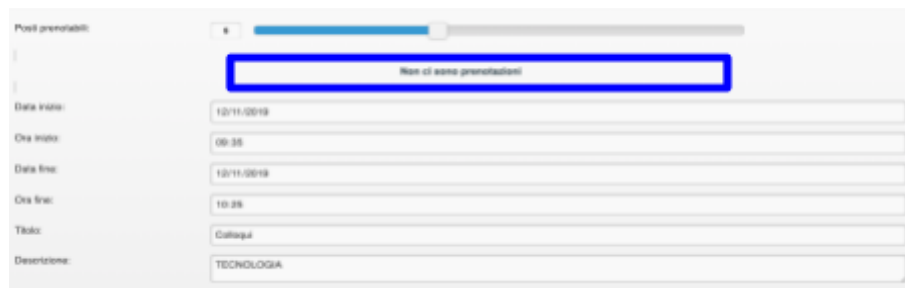 Posti prenotabili:
Non ci sono prenotazioni
Data inizio:
12/11/2019
Ora inizio:
09:35
Data fine:
12/11/2019
Ora fine:
10:25
Titolo:
Colloqui
Descrizione:
TECNOLOGIA